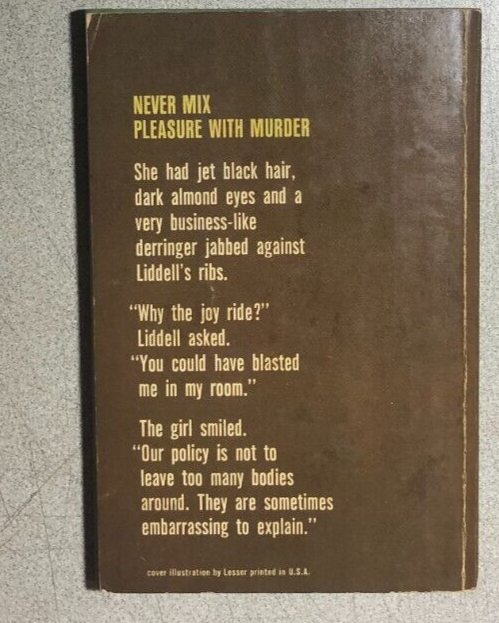 NEVER MIX
PLEASURE WITH MURDER
She had jet black hair,
dark almond eyes and a
very business-like
derringer jabbed against
Liddell's ribs.
“Why the joy ride?”
Liddell asked.
“You could have blasted
me in my room.”
The girl smiled.
“Our policy is not to
leave too many bodies
around. They are sometimes
embarrassing to explain.”
cover illustration by Lesser printed in U.S.A.